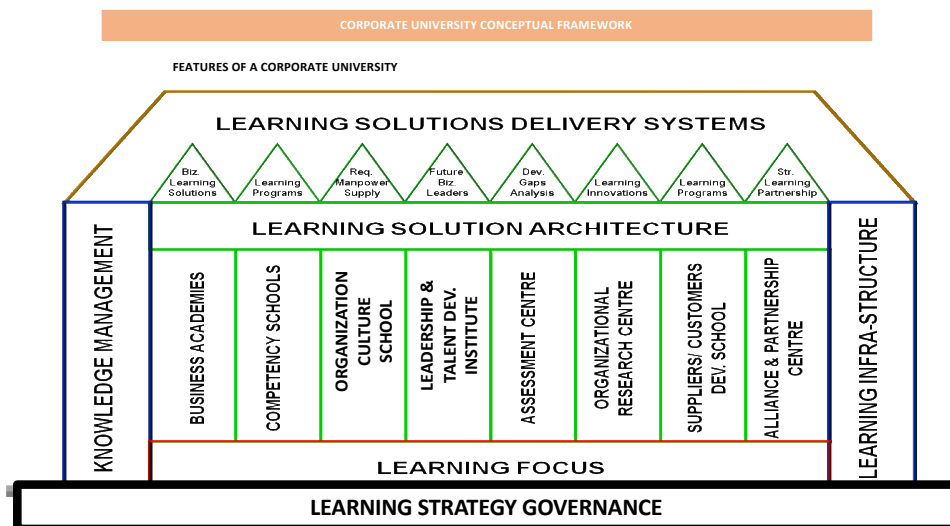 CORPORATE UNIVERSITY CONCEPTUAL FRAMEWORK
FEATURES OF A CORPORATE UNIVERSITY
LEARNING SOLUTIONS DELIVERY SYSTEMS
Biz.
Learning
Solutions
Learning
Programs
Req.
Manpower
Supply
Future
Biz.
Leaders
Dev.
Gaps
Analysis
Learning
Innovations
Learning
Programs
Str.
Learning
Partnership
LEARNING SOLUTION ARCHITECTURE
KNOWLEDGE MANAGEMENT
BUSINESS ACADEMIES
COMPETENCY SCHOOLS
ORGANIZATION
CULTURE
SCHOOL
LEADERSHIP &
TALENT DEV.
INSTITUTE
ASSESSMENT CENTRE
ORGANIZATIONAL
RESEARCH CENTRE
SUPPLIERS/ CUSTOMERS
DEV. SCHOOL
ALLIANCE & PARTNERSHIP
CENTRE
LEARNING INFRA-STRUCTURE
LEARNING FOCUS
LEARNING STRATEGY GOVERNANCE